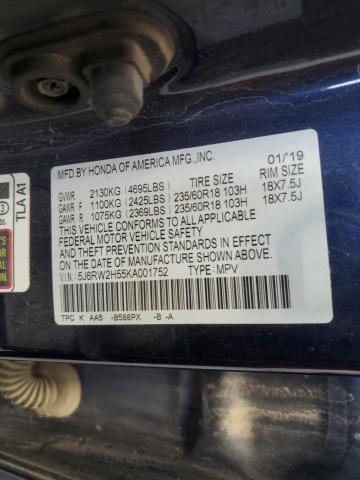 MFD.BY HONDA OF AMERICA MFG.,INC. 01/'19
TIRE SIZE RIM SIZE
GVWR 2130KG (4695LBS)
GAWR F 1100KG (2425LBS) 235/60R18 103H 18X7.5J
GAWR R 1075KG (2369LBS) 235/60R18 103H 18X7.5J
THIS VEHICLE CONFORMS TO ALL APPLICABLE
FEDERAL MOTOR VEHICLE SAFETY STANDARDS IN EFFECT
ON THE DATE OF MANUFACTURE SHOWN ABOVE.
V.I.N.: 5J6RW2H55KA001752 TYPE: MPV
TPC K AA5 -B588PX -B -A
TLA A1